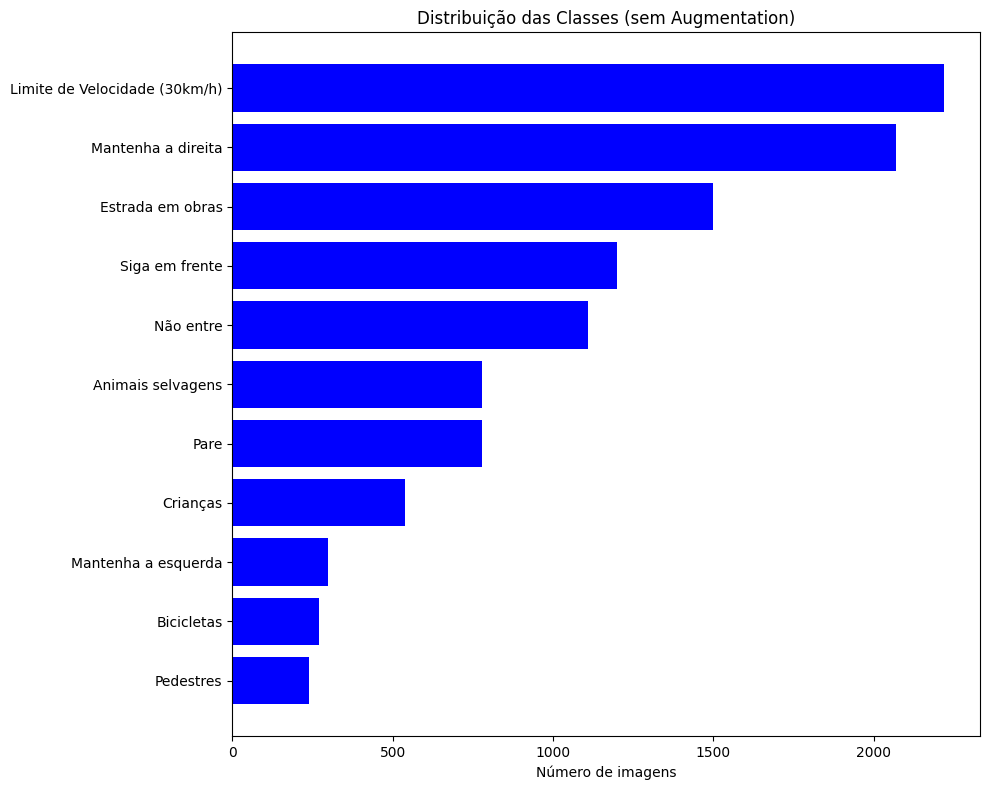 Distribuição das Classes (sem Augmentation)
Limite de Velocidade (30km/h)
Mantenha a direita
Estrada em obras
Siga em frente
Não entre
Animais selvagens
Pare
Crianças
Mantenha a esquerda
Bicicletas
Pedestres
0 500 1000 1500 2000
Número de imagens